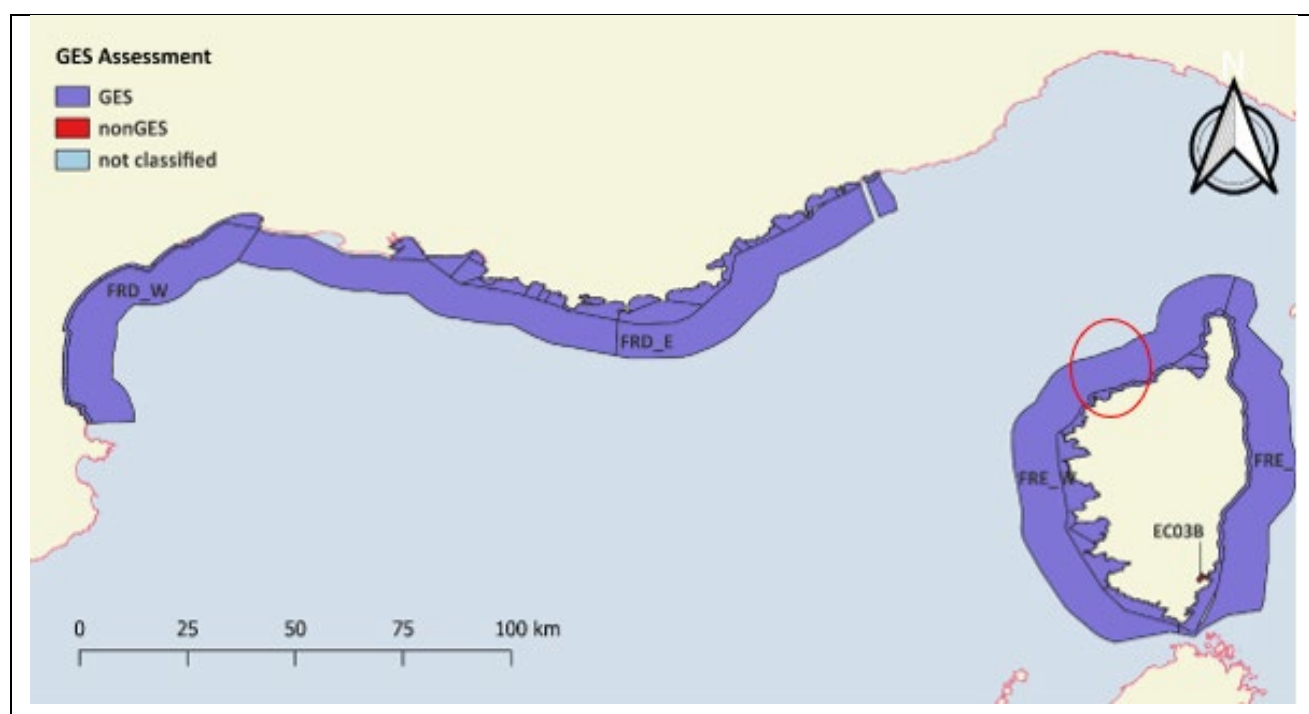 GES Assessment
GES
nonGES
not classified
N
FRD_W
FRD_E
FRE_W
FRE_
EC03B
0 25 50 75 100 km